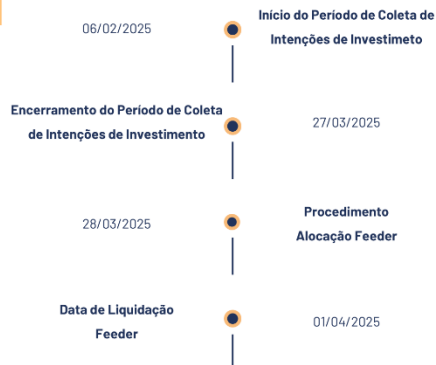 06/02/2025
Início do Período de Coleta de
Intenções de Investimeto
Encerramento do Período de Coleta
de Intenções de Investimento
27/03/2025
28/03/2025
Procedimento
Alocação Feeder
Data de Liquidação
Feeder
01/04/2025